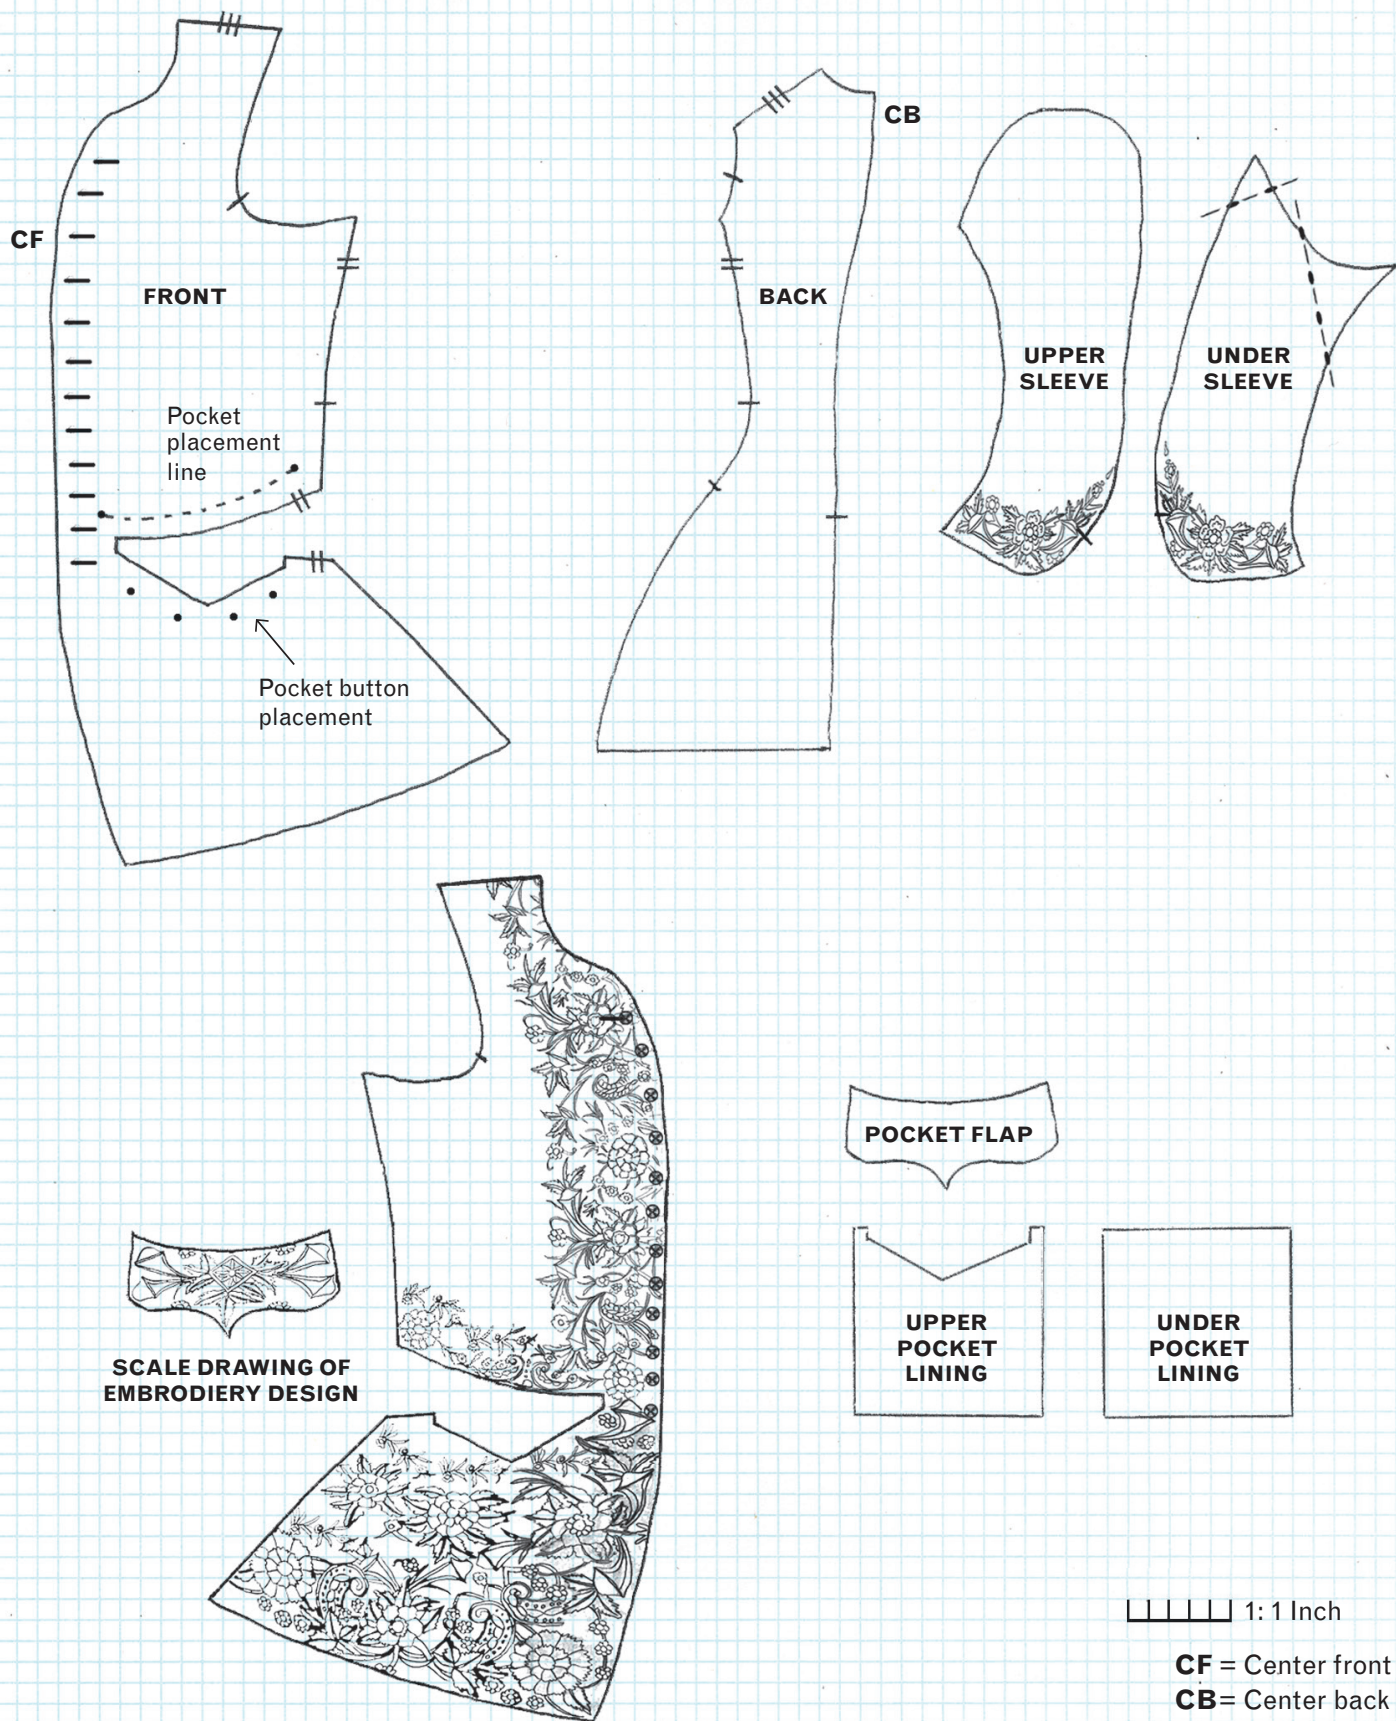 CB
CF
FRONT
BACK
UPPER
SLEEVE
UNDER
SLEEVE
Pocket
placement
line
Pocket button
placement
POCKET FLAP
SCALE DRAWING OF
EMBRODIERY DESIGN
UPPER
POCKET
LINING
UNDER
POCKET
LINING
1: 1 Inch
CF = Center front
CB= Center back